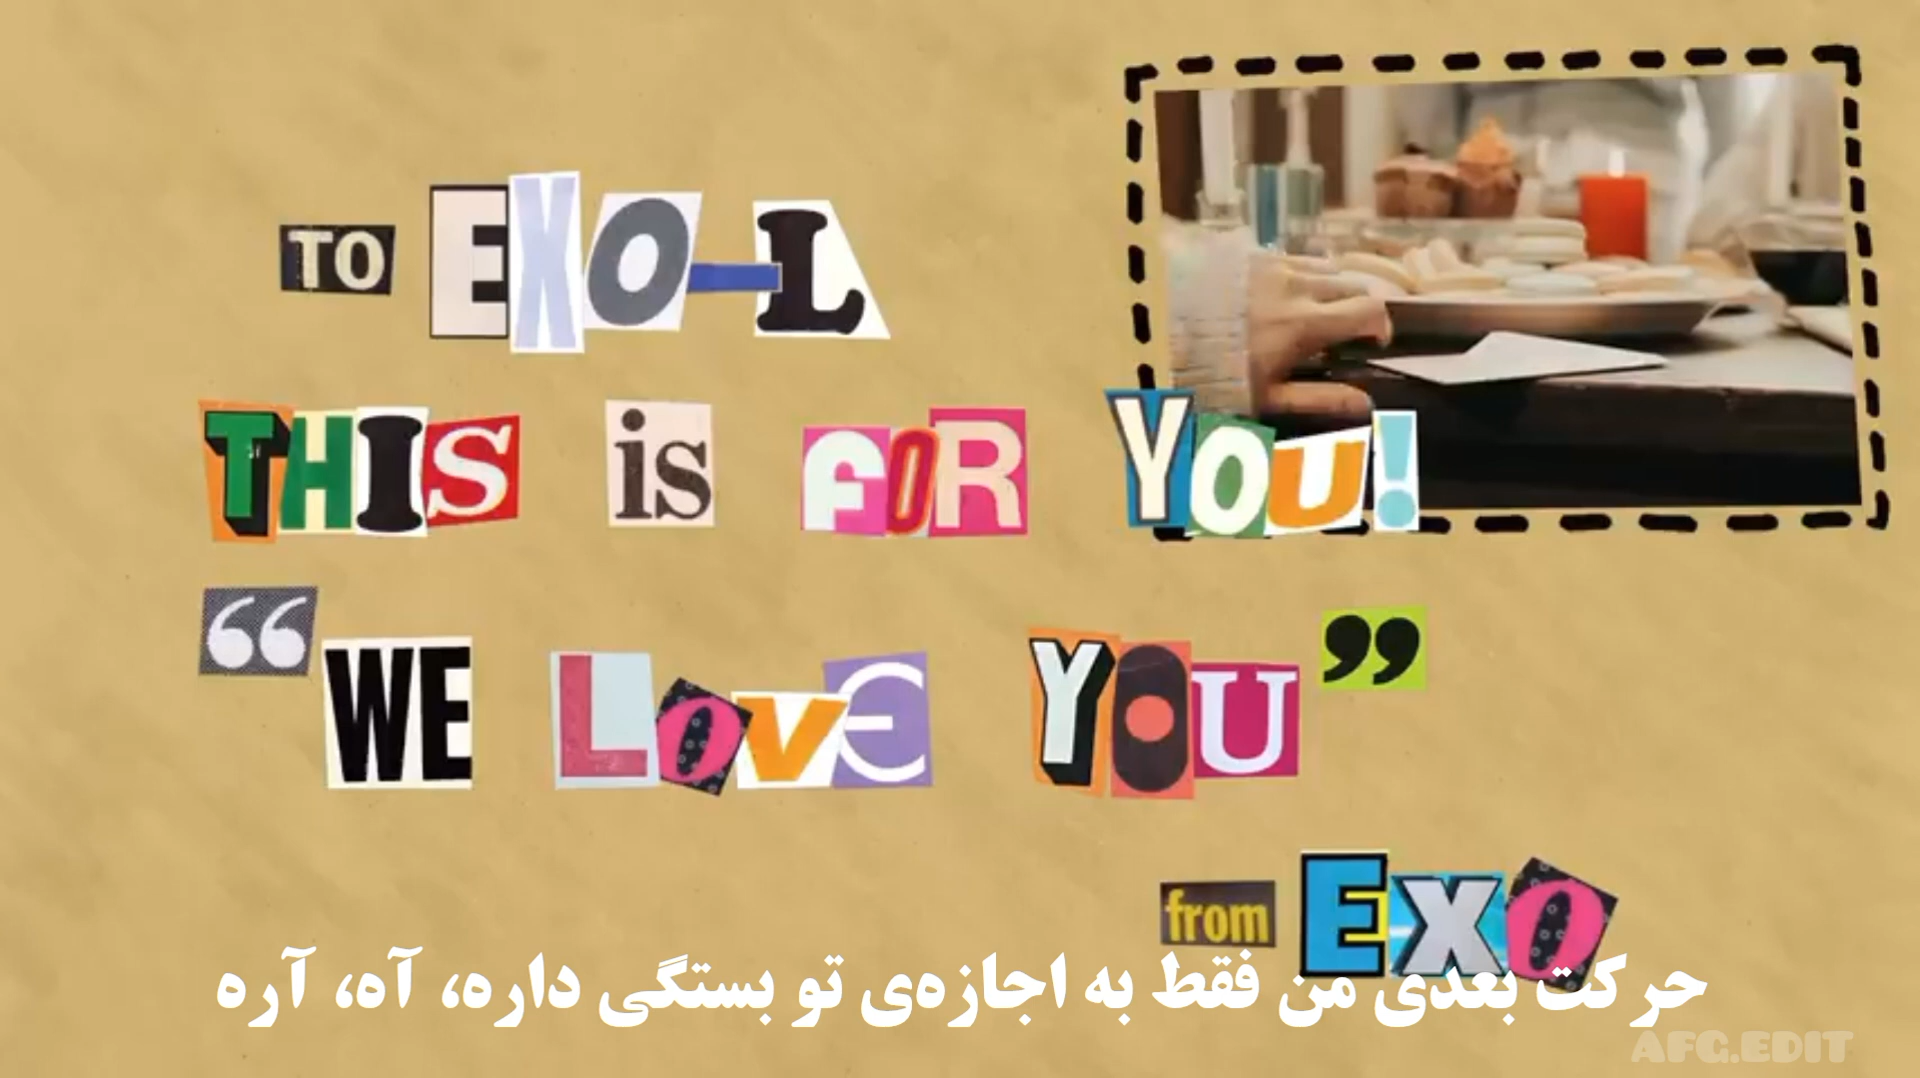 TO EXO-L
THIS is FOR YOU!
“WE LOVE YOU”
from EXO
حرکت بعدی من فقط به اجازه‌ی تو بستگی داره، آه، آره
AFG.EDIT